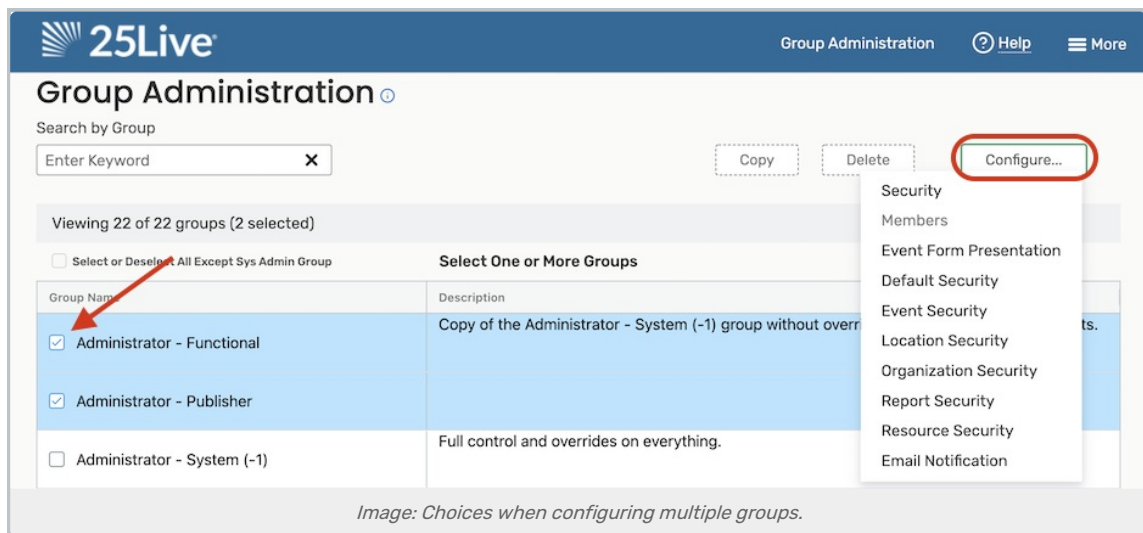 25Live
Group Administration
Help
More
Group Administration
Search by Group
Enter Keyword
Copy
Delete
Configure...
Security
Members
Event Form Presentation
Default Security
Event Security
Location Security
Organization Security
Report Security
Resource Security
Email Notification
Viewing 22 of 22 groups (2 selected)
Select or Deselect All Except Sys Admin Group
Select One or More Groups
Group Name
Description
Administrator - Functional
Copy of the Administrator - System (-1) group without
Administrator - Publisher
Administrator - System (-1)
Full control and overrides on everything.
Image: Choices when configuring multiple groups.